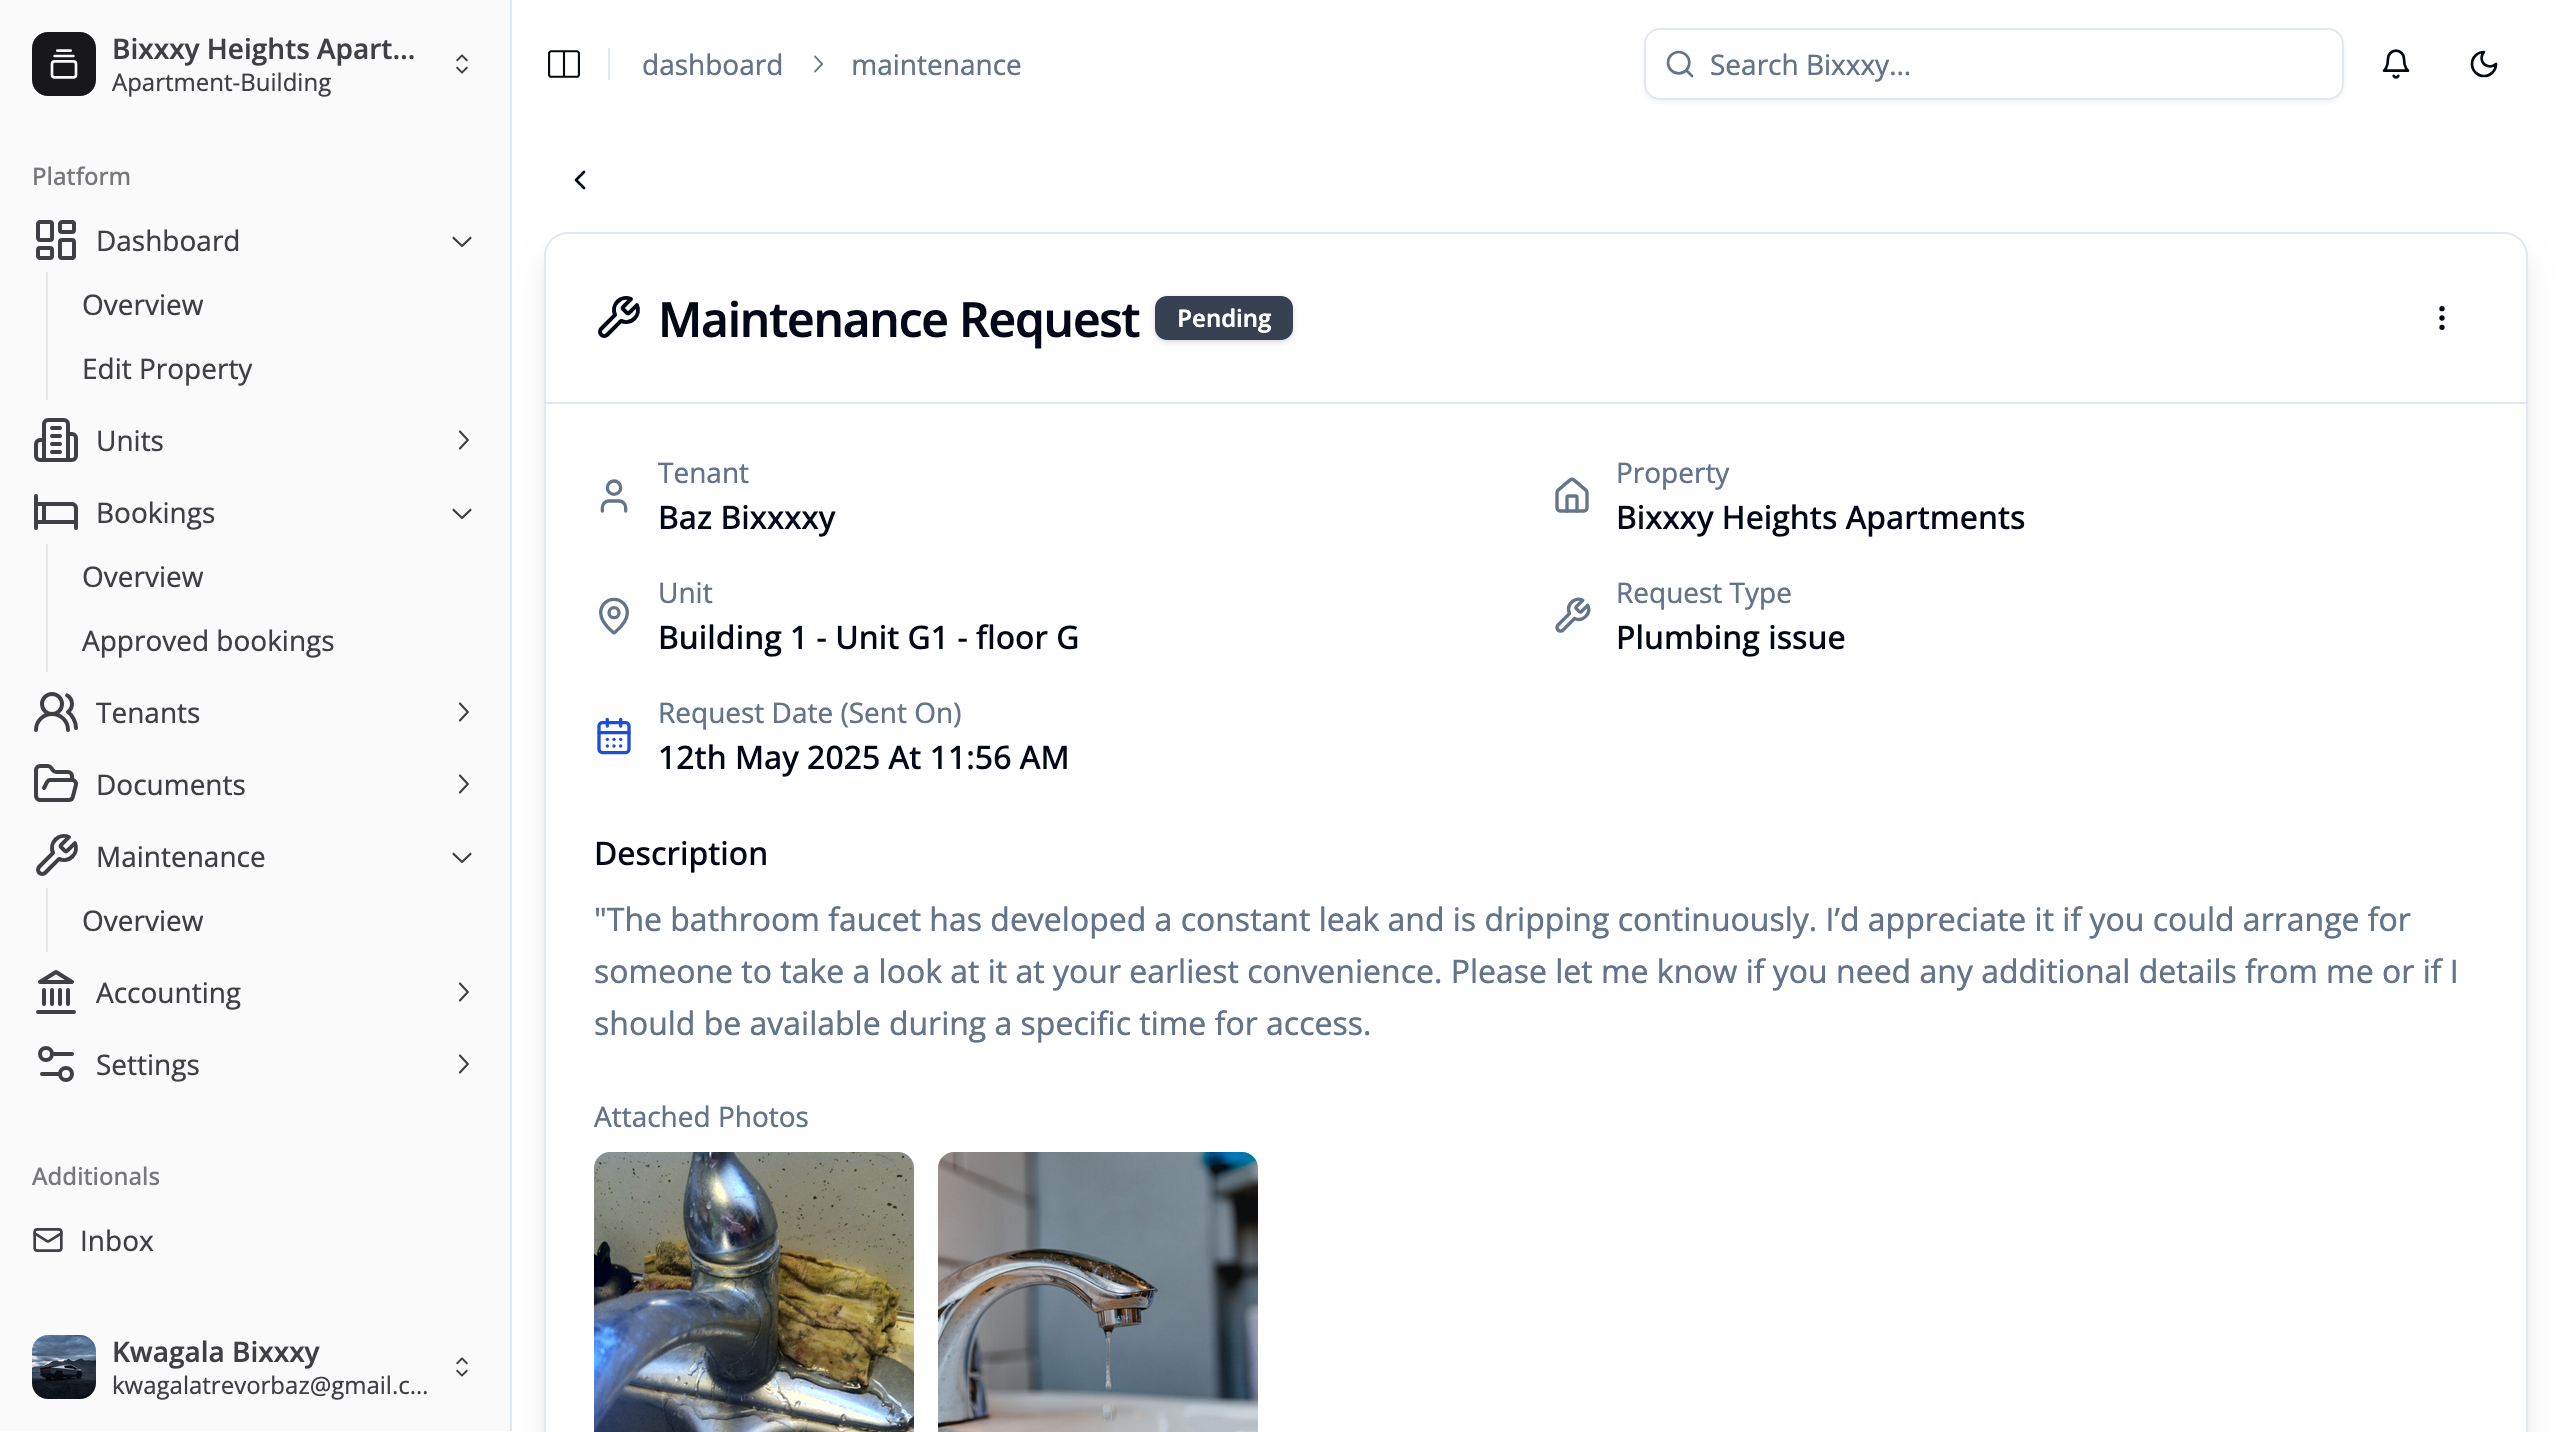 Bixxxy Heights Apart...
Apartment-Building
Platform
Dashboard
Overview
Edit Property
Units
Bookings
Overview
Approved bookings
Tenants
Documents
Maintenance
Overview
Accounting
Settings
Additionals
Inbox
Kwagala Bixxxy
kwagalatrevorbaz@gmail.c...
dashboard
maintenance
Search Bixxxy...
Maintenance Request
Pending
Tenant
Baz Bixxxxy
Property
Bixxxy Heights Apartments
Unit
Building 1 - Unit G1 - floor G
Request Type
Plumbing issue
Request Date (Sent On)
12th May 2025 At 11:56 AM
Description
"The bathroom faucet has developed a constant leak and is dripping continuously. I’d appreciate it if you could arrange for
someone to take a look at it at your earliest convenience. Please let me know if you need any additional details from me or if I
should be available during a specific time for access.
Attached Photos